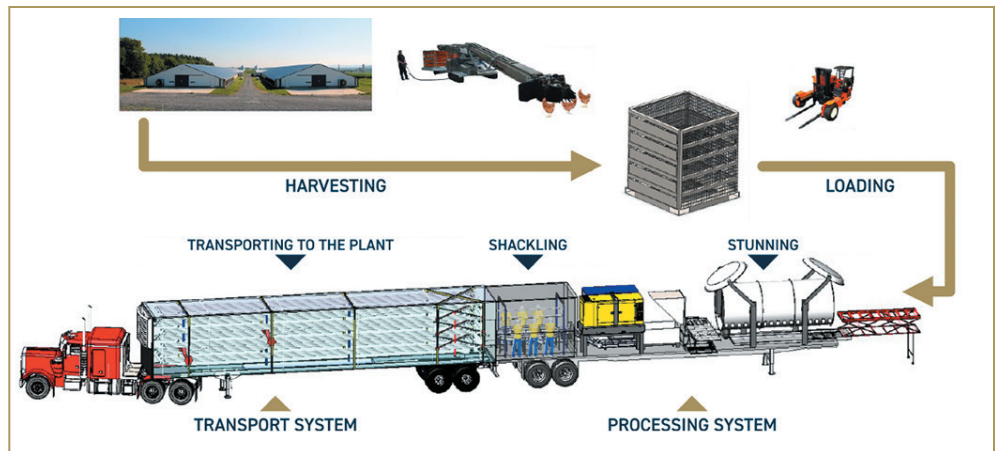 HARVESTING
LOADING
TRANSPORTING TO THE PLANT
SHACKLING
STUNNING
TRANSPORT SYSTEM
PROCESSING SYSTEM